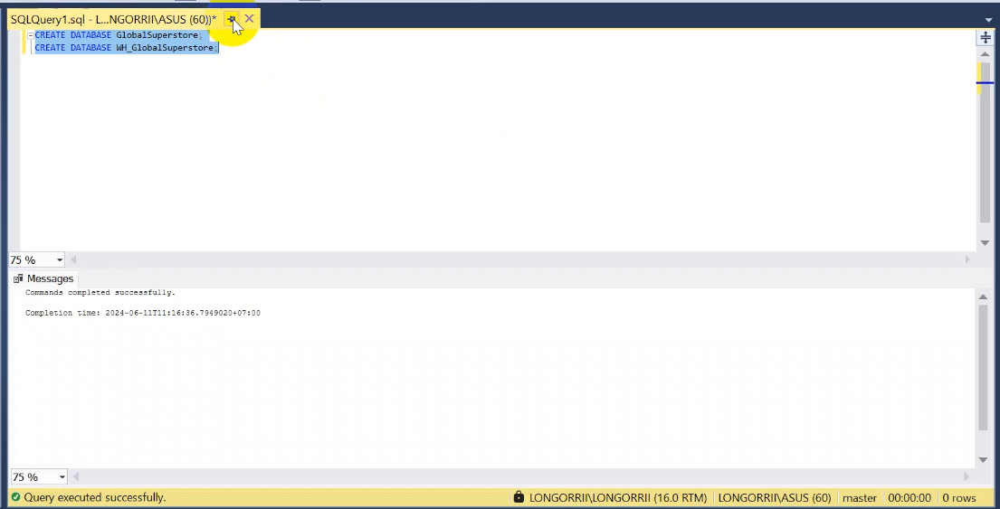 SQLQuery1.sql - L...NGORRII\ASUS (60))*
CREATE DATABASE GlobalSuperstore;
CREATE DATABASE WH_GlobalSuperstore;
75 %
Messages
Commands completed successfully.
Completion time: 2024-06-11T11:16:36.7949020+07:00
75 %
Query executed successfully. LONGORRII\LONGORRII (16.0 RTM) LONGORRII\ASUS (60) master 00:00:00 0 rows